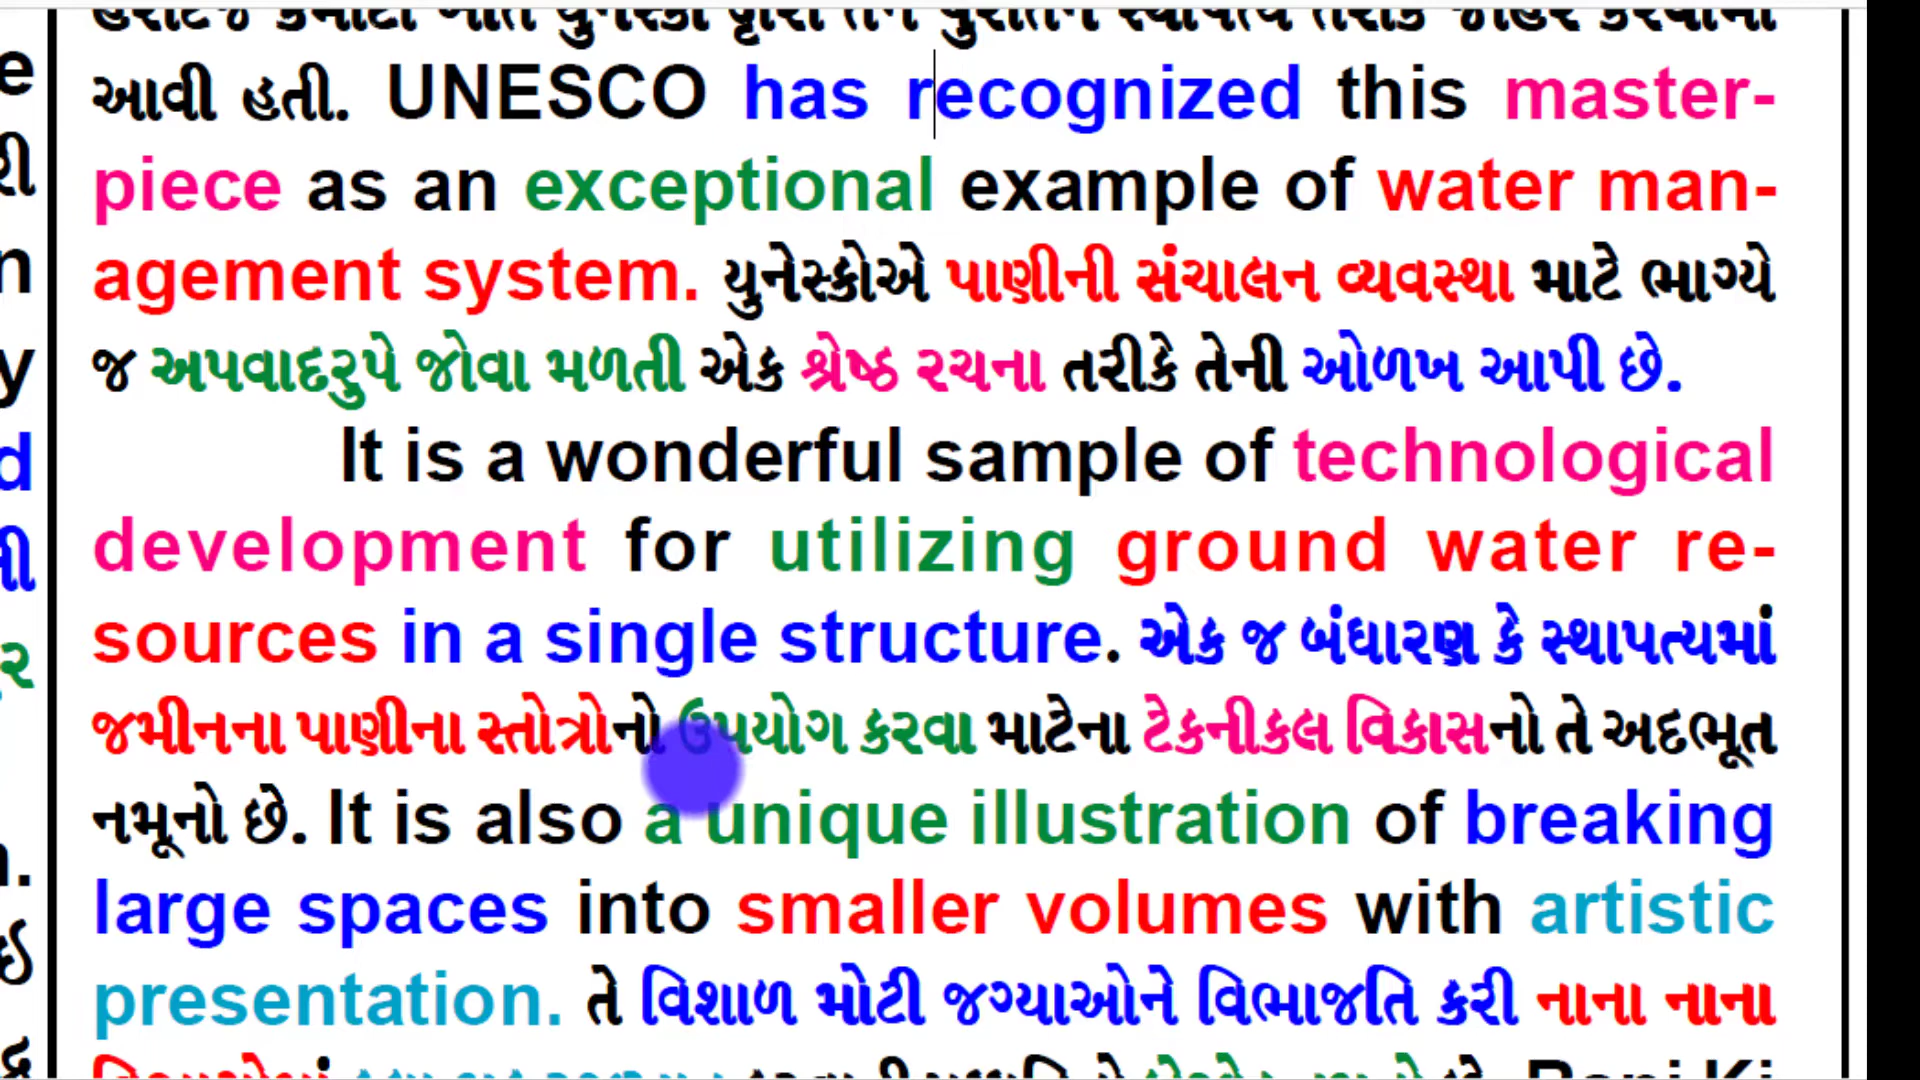 આવી હતી. UNESCO has recognized this master-
piece as an exceptional example of water man-
agement system. યુનેસ્કોએ પાણીની સંચાલન વ્યવસ્થા માટે ભાગ્યે
જ અપવાદરુપે જોવા મળતી એક શ્રેષ્ઠ રચના તરીકે તેની ઓળખ આપી છે.
It is a wonderful sample of technological
development for utilizing ground water re-
sources in a single structure. એક જ બંધારણ કે સ્થાપત્યમાં
જમીનના પાણીના સ્તોત્રોનો ઉપયોગ કરવા માટેના ટેકનીકલ વિકાસનો તે અદભૂત
નમૂનો છે. It is also a unique illustration of breaking
large spaces into smaller volumes with artistic
presentation. તે વિશાળ મોટી જગ્યાઓને વિભાજતિ કરી નાના નાના
Rani Ki